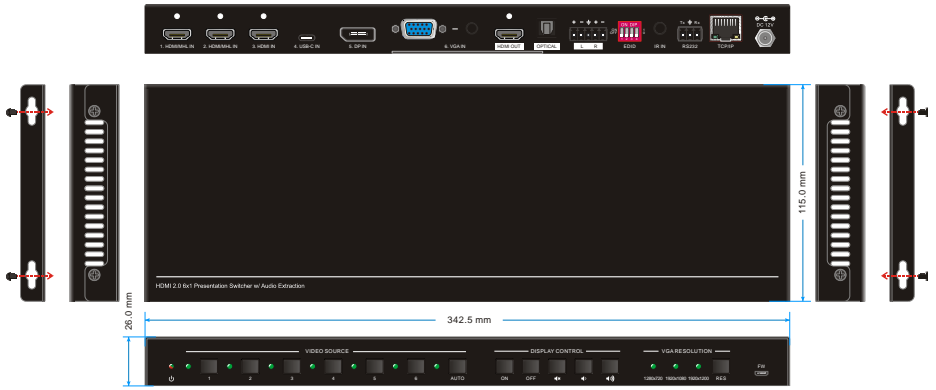 1. HDMI/MHL IN 2. HDMI/MHL IN 3. HDMI IN 4. USB-C IN 5. DP IN 6. VGA IN HDMI OUT OPTICAL L R EDID IR IN RS232 TCP/IP
ON DIP
Tx Rx
DC 12V
115.0 mm
HDMI 2.0 6x1 Presentation Switcher w/ Audio Extraction
26.0 mm
342.5 mm
VIDEO SOURCE DISPLAY CONTROL VGA RESOLUTION
1 2 3 4 5 6 AUTO ON OFF 1280x720 1920x1080 1920x1200 RES
FW